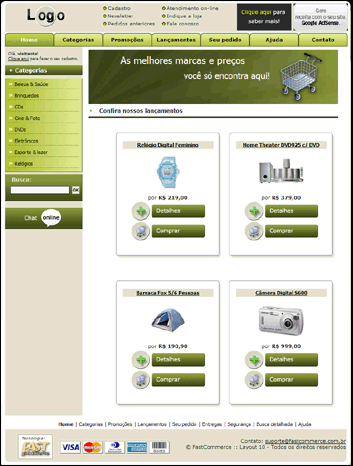 Logo
Cadastro
Newsletter
Pedidos anteriores
Atendimento on-line
Indique a loja
Fale conosco
Clique aqui para
saber mais!
Gere
receita com o seu site
Google AdSense.
Home
Categorias
Promoções
Lançamentos
Seu pedido
Ajuda
Contato
Olá, visitante!
Clique aqui para fazer o seu cadastro.
Categorias
Beleza & Saúde
Brinquedos
CDs
Cine & Foto
DVDs
Eletrônicos
Esporte & lazer
Relógios
Busca:
OK
Chat
online
As melhores marcas e preços
você só encontra aqui!
Confira nossos lançamentos
Relógio Digital Feminino
por R$ 219,00
Detalhes
Comprar
Home Theater DVD925 c/ DVD
por R$ 379,00
Detalhes
Comprar
Barraca Fox 5/6 Pessoas
por R$ 190,90
Detalhes
Comprar
Câmera Digital S600
por R$ 999,00
Detalhes
Comprar
Home | Categorias | Promoções | Lançamentos | Seu pedido | Entregas | Segurança | Busca detalhada | Ajuda
Tecnologia:
FAST
VISA
Contato: suporte@fastcommerce.com.br
© FastCommerce :: Layout 10 - Todos os direitos reservados